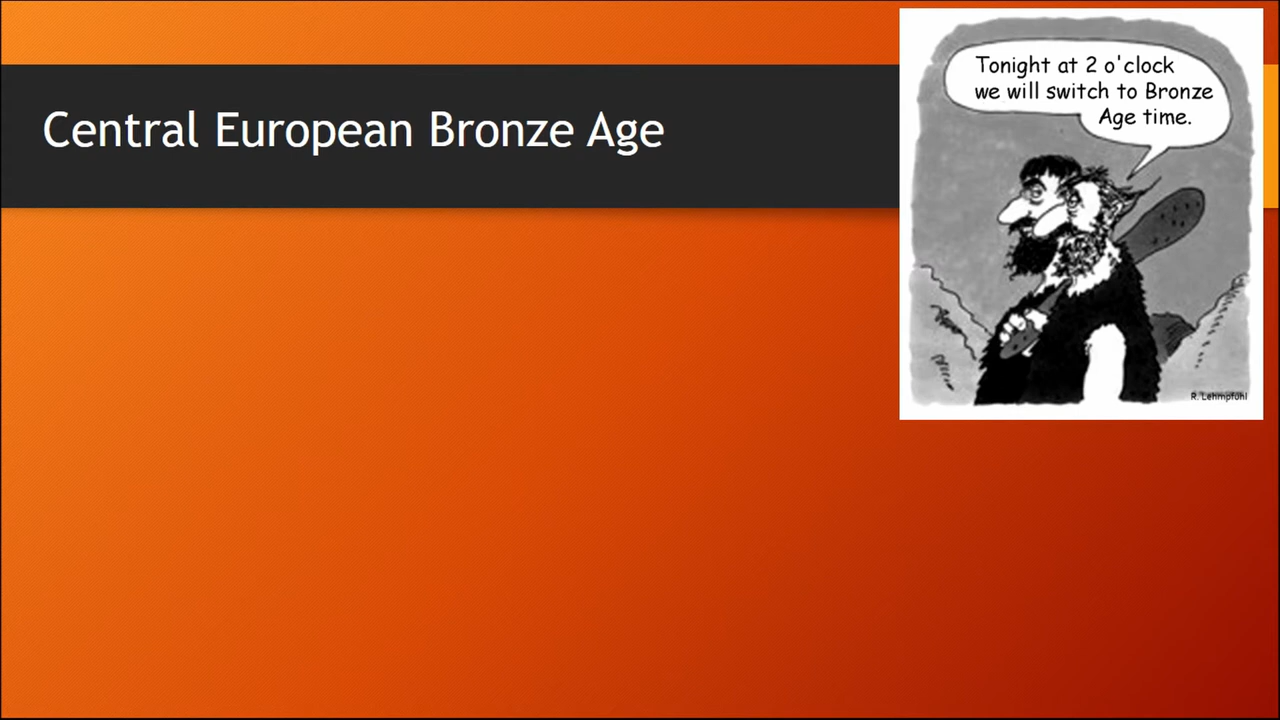 Central European Bronze Age
Tonight at 2 o'clock
we will switch to Bronze
Age time.
R. Lehmpfuhl